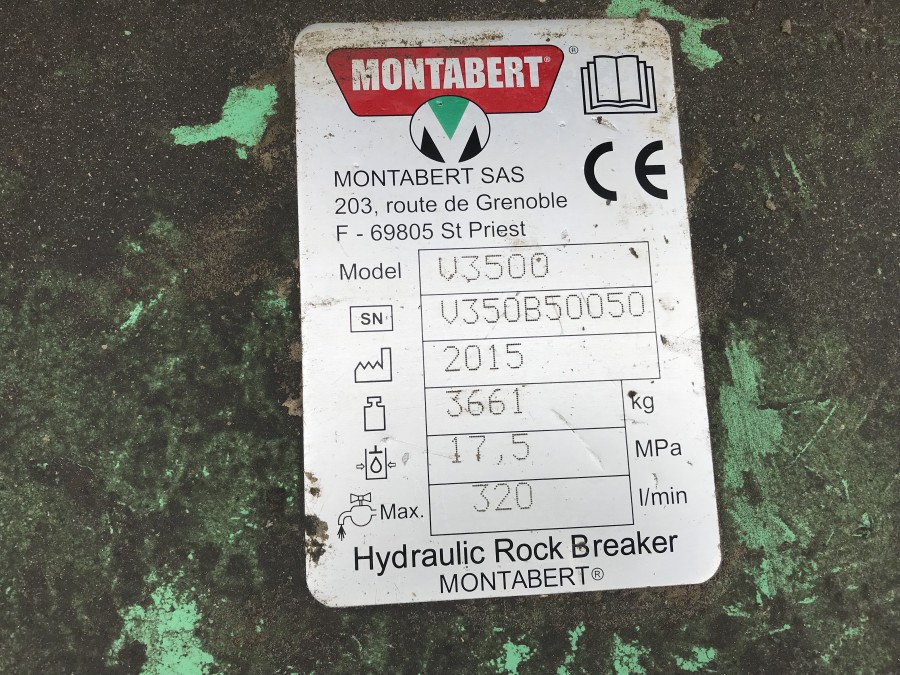 MONTABERT®
®
CE
MONTABERT SAS
203, route de Grenoble
F - 69805 St Priest
Model V3500
SN V350B50050
2015
3661 kg
17,5 MPa
Max. 320 l/min
Hydraulic Rock Breaker
MONTABERT®